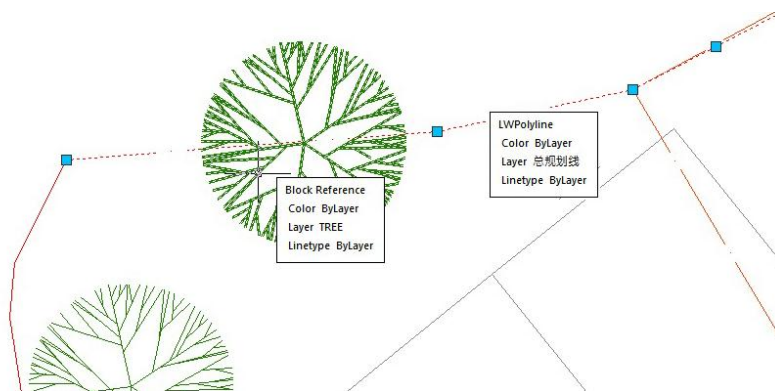 LWPolyline
Color ByLayer
Layer 总规划线
Linetype ByLayer
Block Reference
Color ByLayer
Layer TREE
Linetype ByLayer